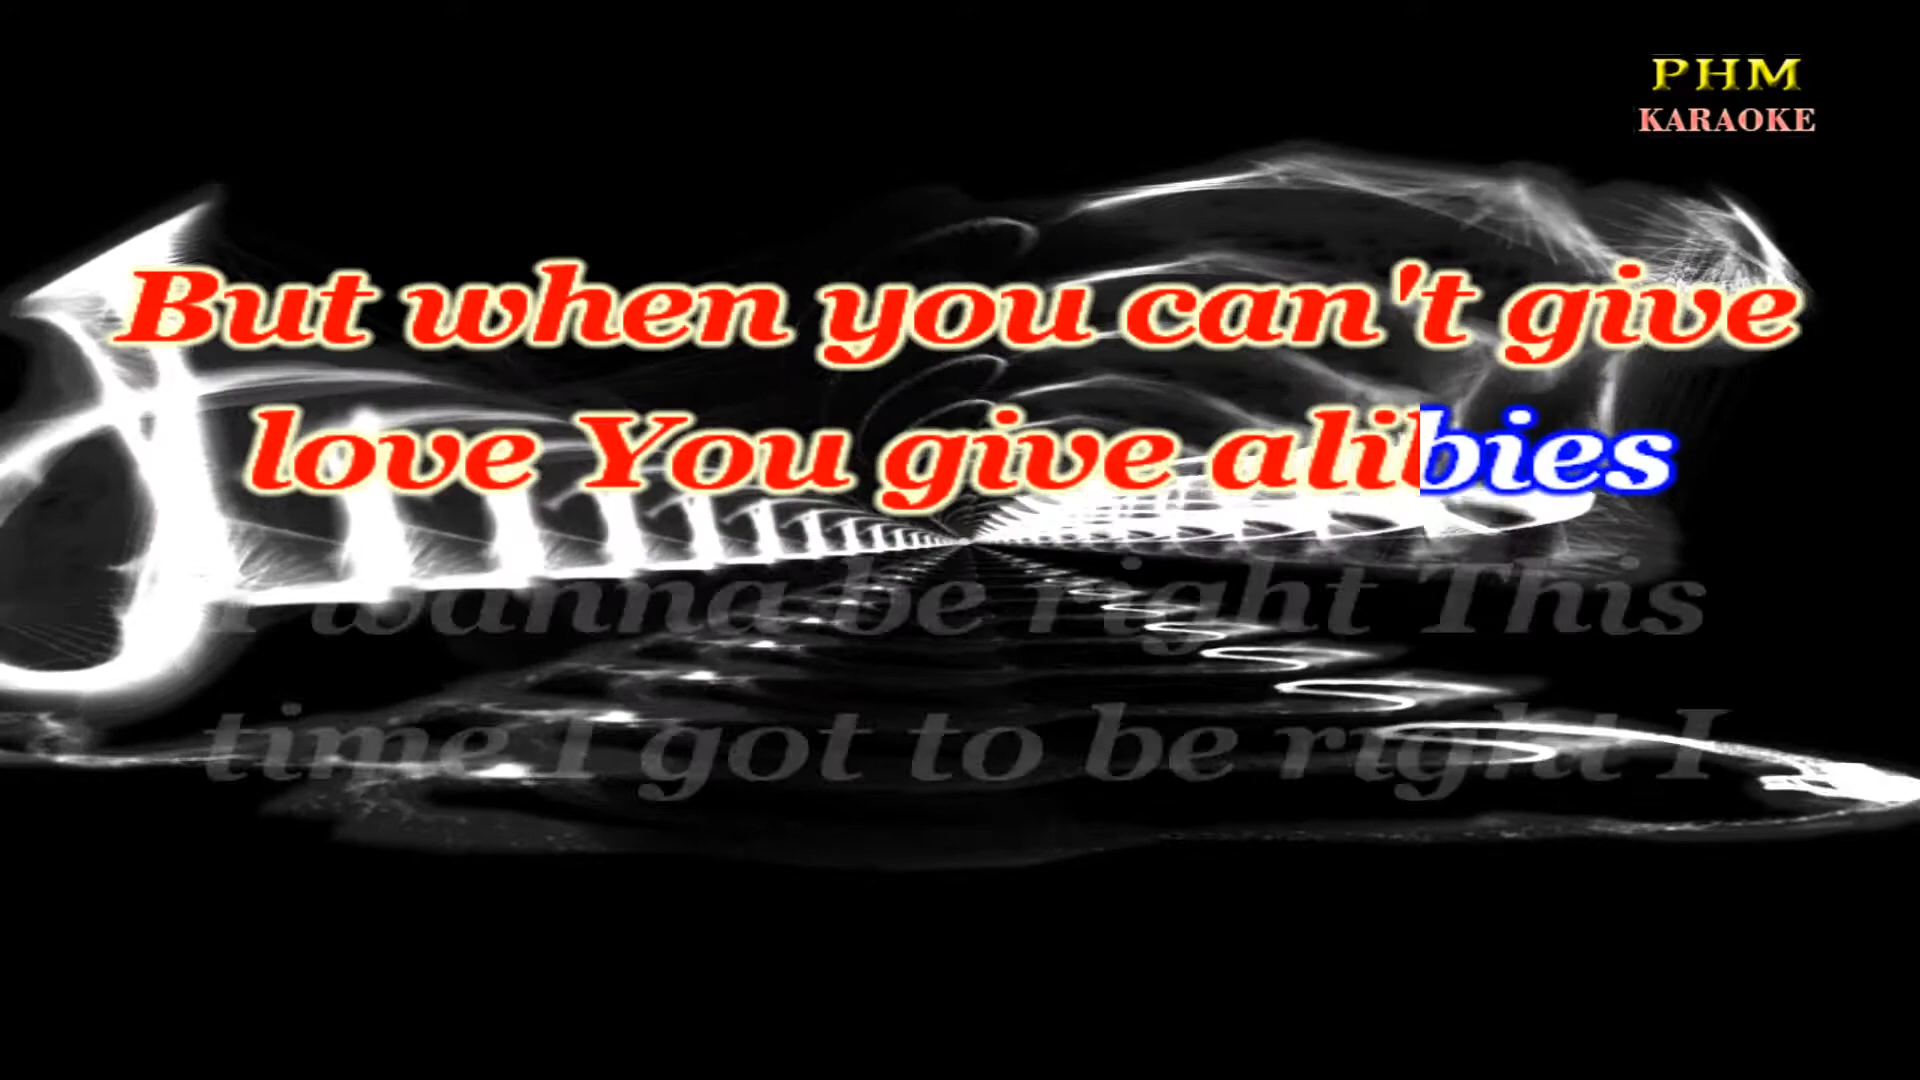 PHM
KARAOKE
But when you can't give
love You give alibies
I wanna be right This
time I got to be right I